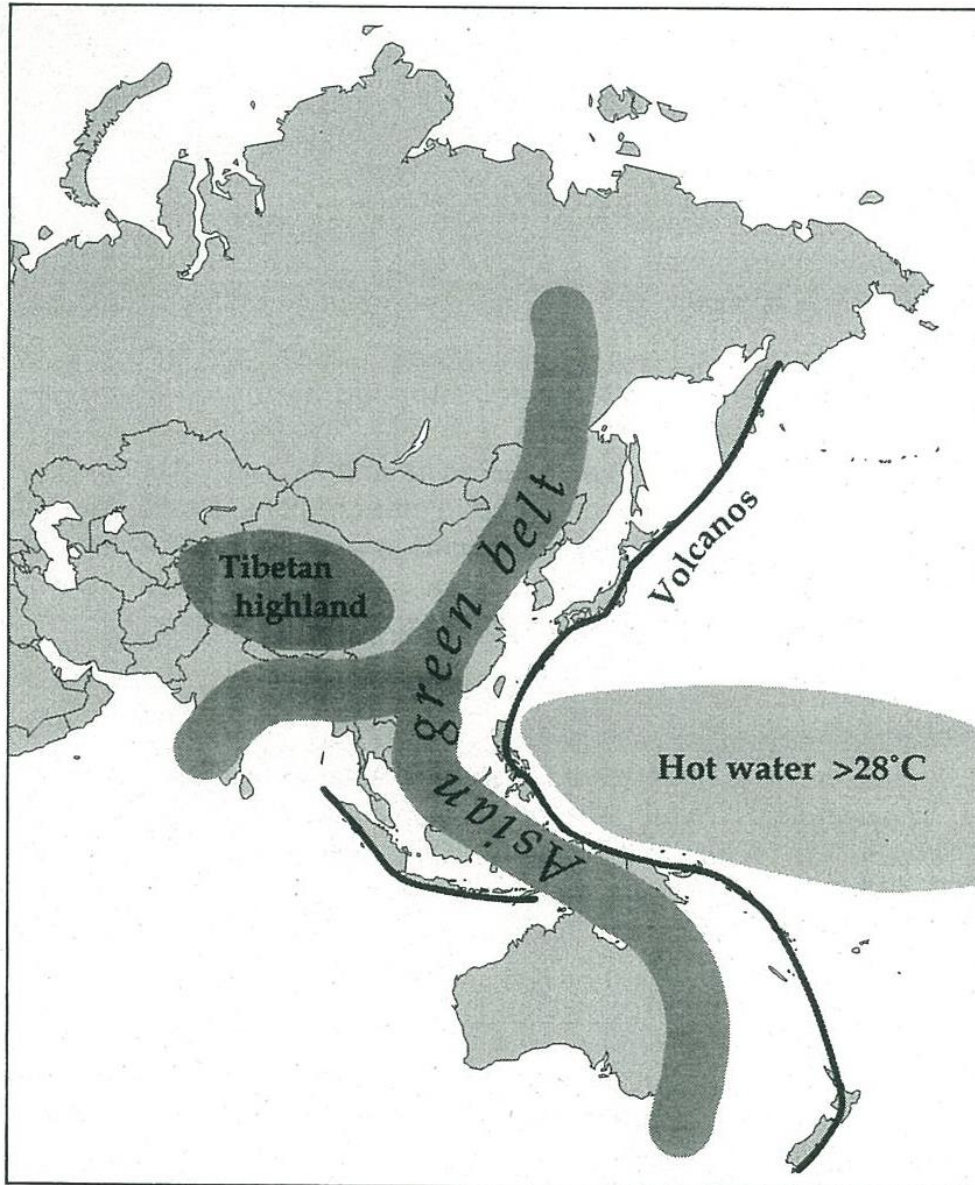 Tibetan
highland
Asian green belt
Volcanos
Hot water >28°C